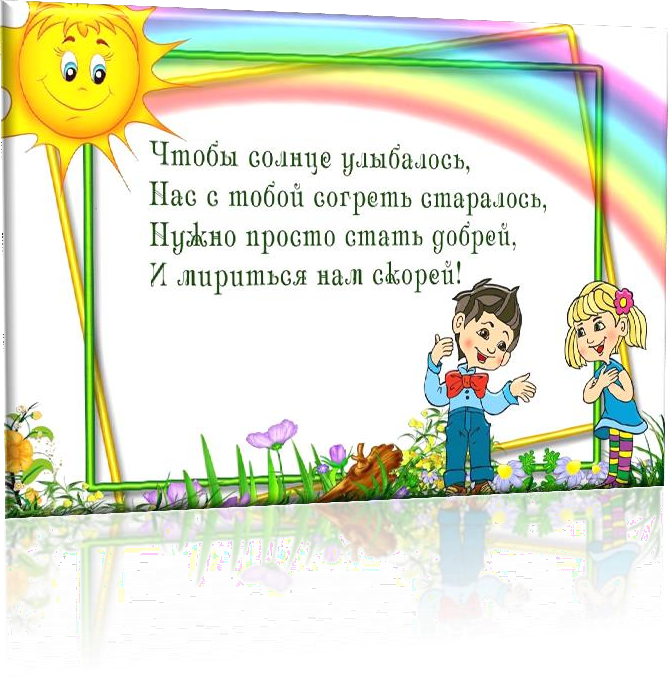 Чтобы солнце улыбалось,
Нас с тобой согреть старалось,
Нужно просто стать добрей,
И мириться нам скорей!